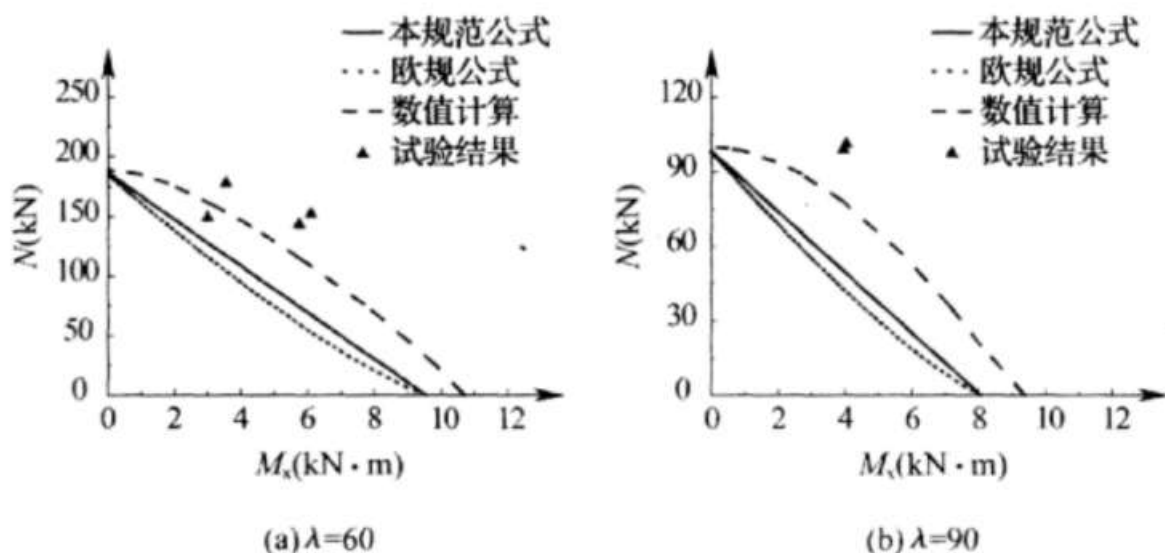 本规范公式
欧规公式
数值计算
试验结果
N(kN)
250
200
150
100
50
0
0 2 4 6 8 10 12
Mx(kN·m)
(a) λ=60
本规范公式
欧规公式
数值计算
试验结果
N(kN)
120
90
60
30
0
0 2 4 6 8 10 12
Mx(kN·m)
(b) λ=90